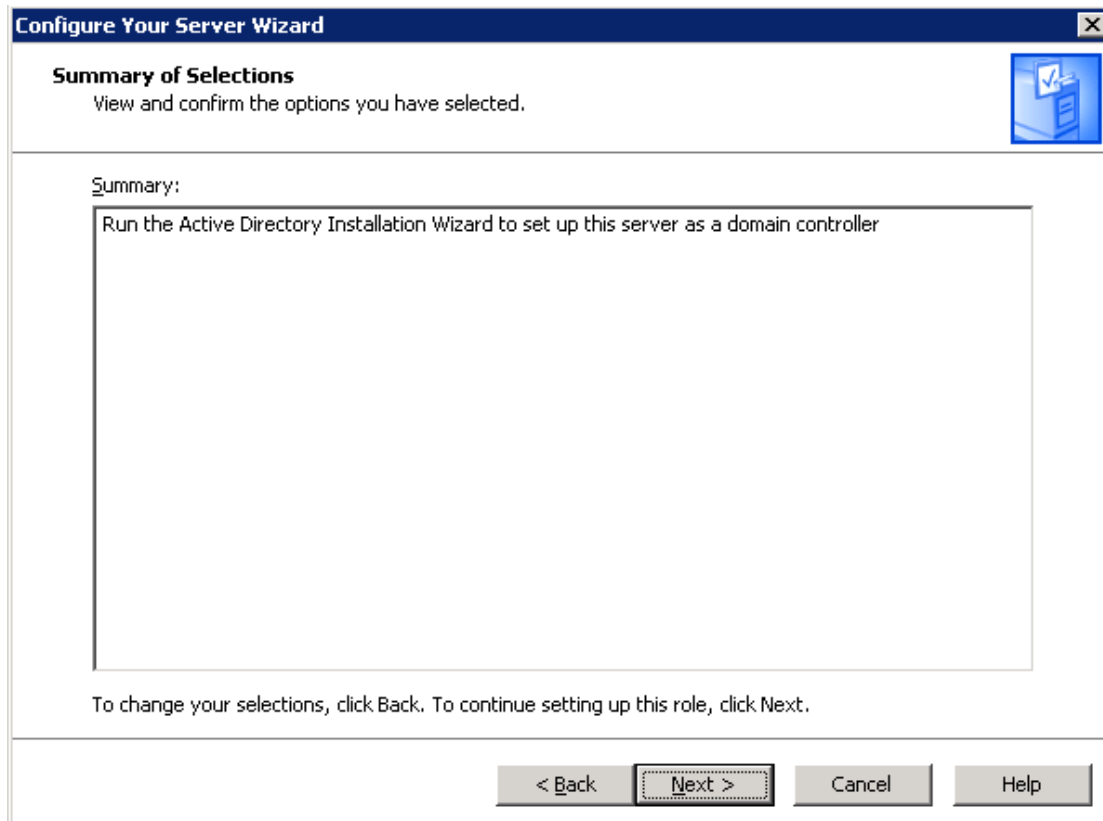 Configure Your Server Wizard
Summary of Selections
View and confirm the options you have selected.
Summary:
Run the Active Directory Installation Wizard to set up this server as a domain controller
To change your selections, click Back. To continue setting up this role, click Next.
< Back Next > Cancel Help